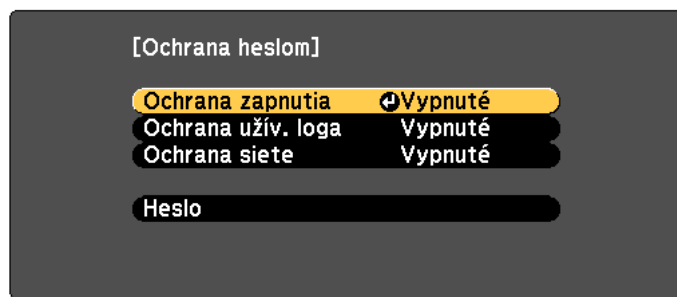 [Ochrana heslom]
Ochrana zapnutia Vypnuté
Ochrana užív. loga Vypnuté
Ochrana siete Vypnuté
Heslo